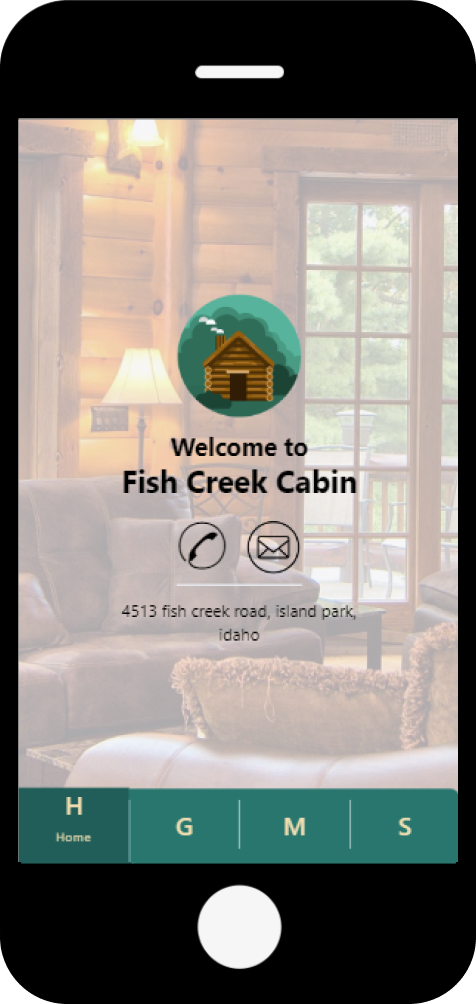 Welcome to
Fish Creek Cabin
4513 fish creek road, island park,
idaho
H
Home
G
M
S